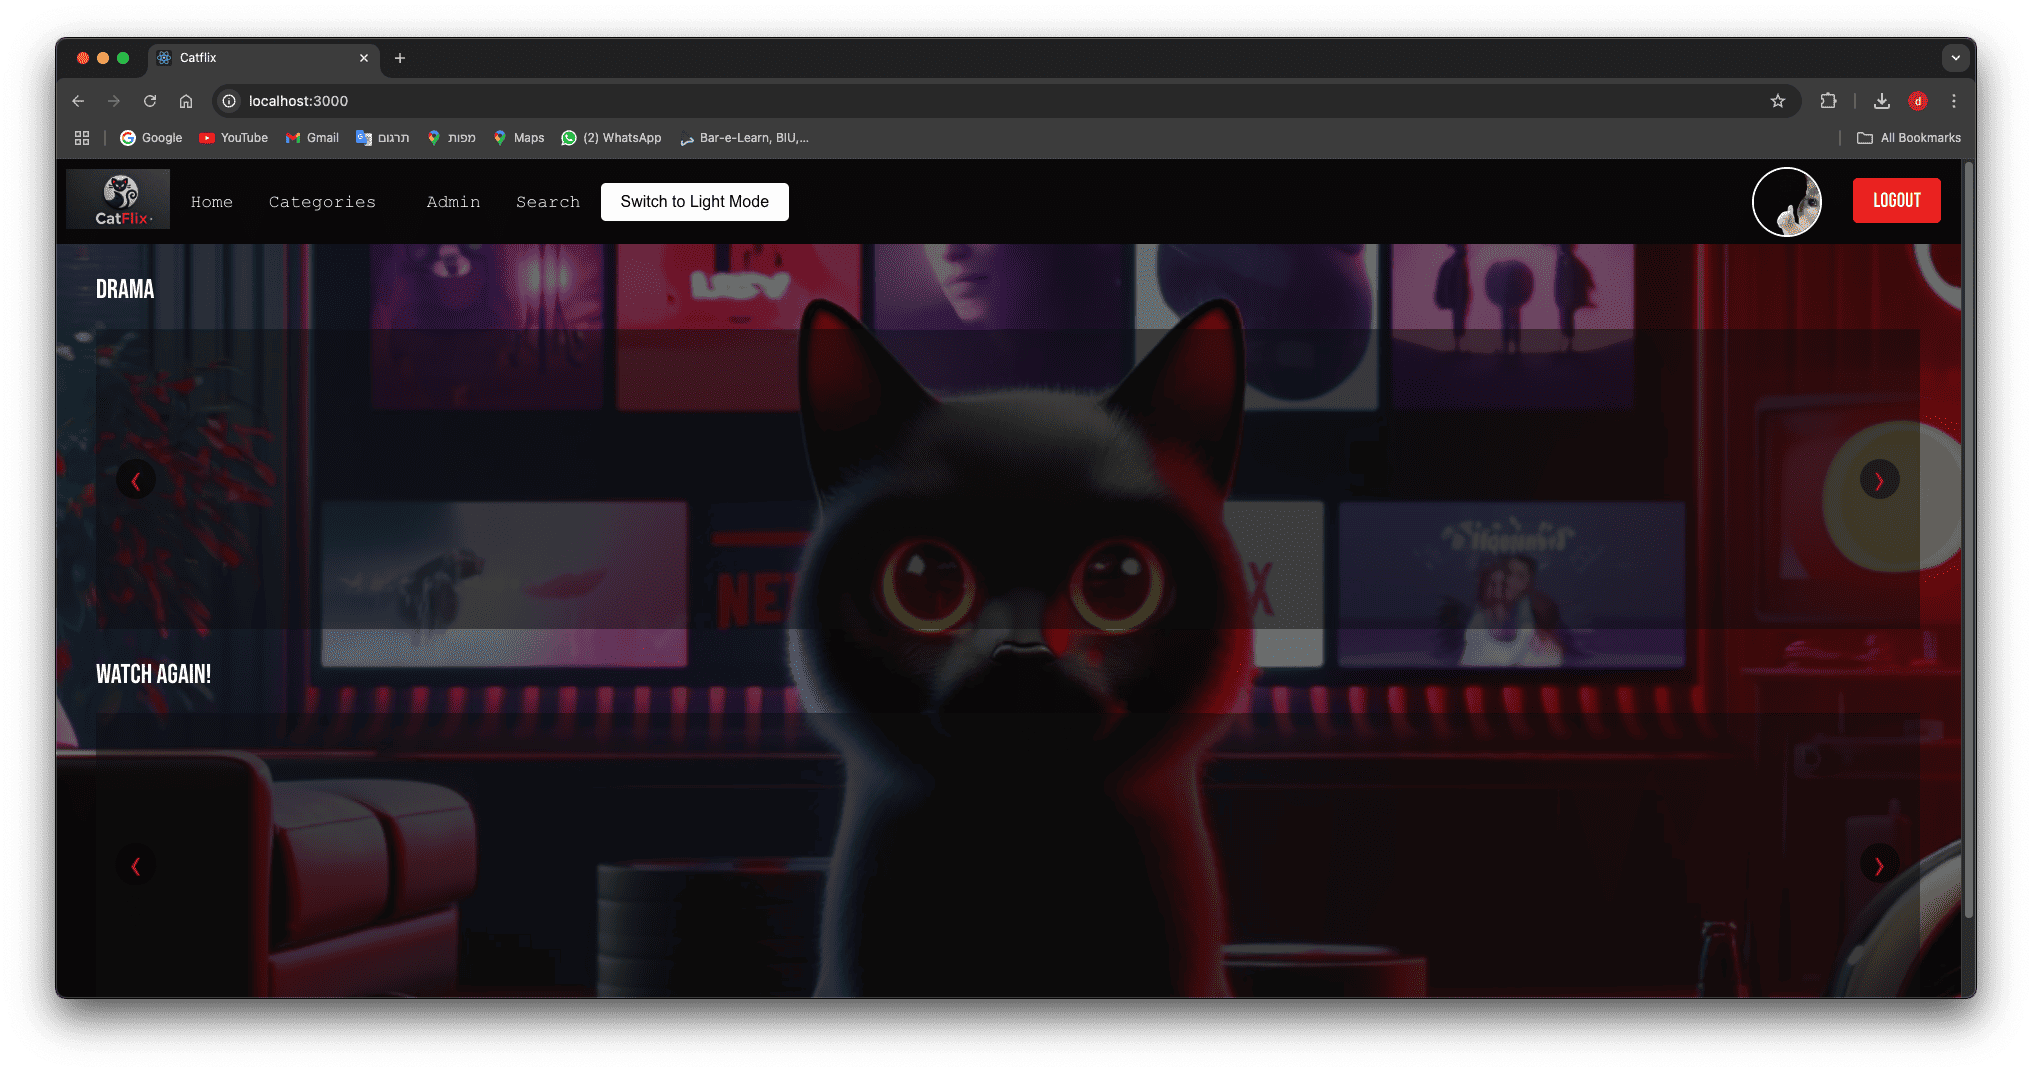 Catflix
localhost:3000
Google YouTube Gmail תרגום מפות Maps (2) WhatsApp Bar-e-Learn, BIU,... All Bookmarks
CatFlix.
Home Categories Admin Search Switch to Light Mode LOGOUT
DRAMA
WATCH AGAIN!